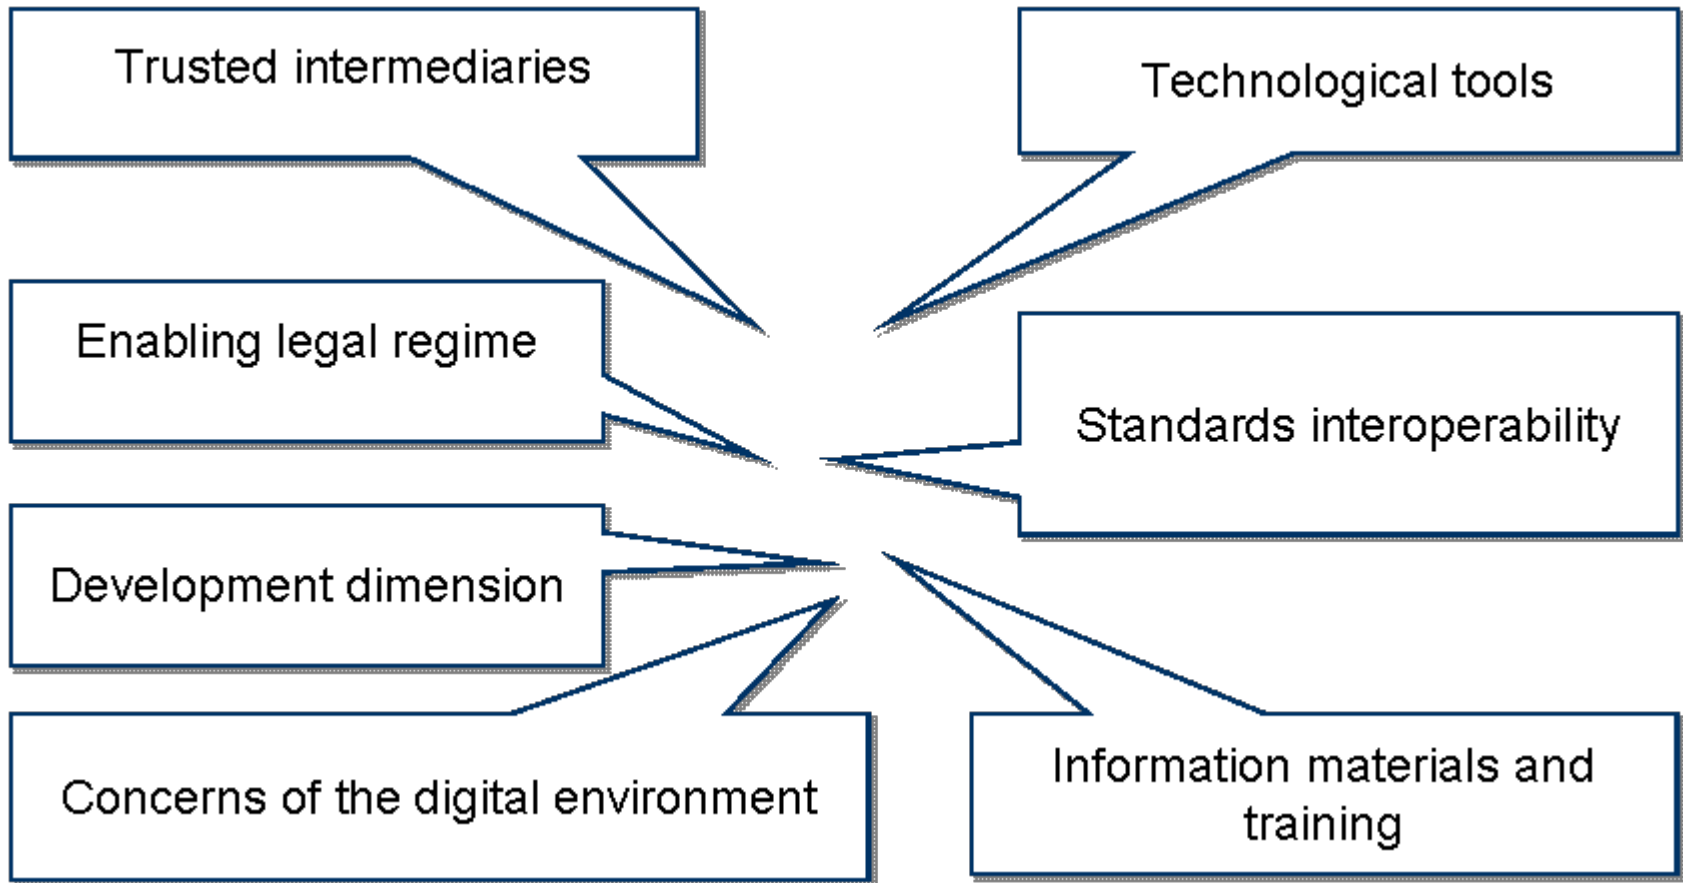 Trusted intermediaries
Technological tools
Enabling legal regime
Standards interoperability
Development dimension
Concerns of the digital environment
Information materials and
training